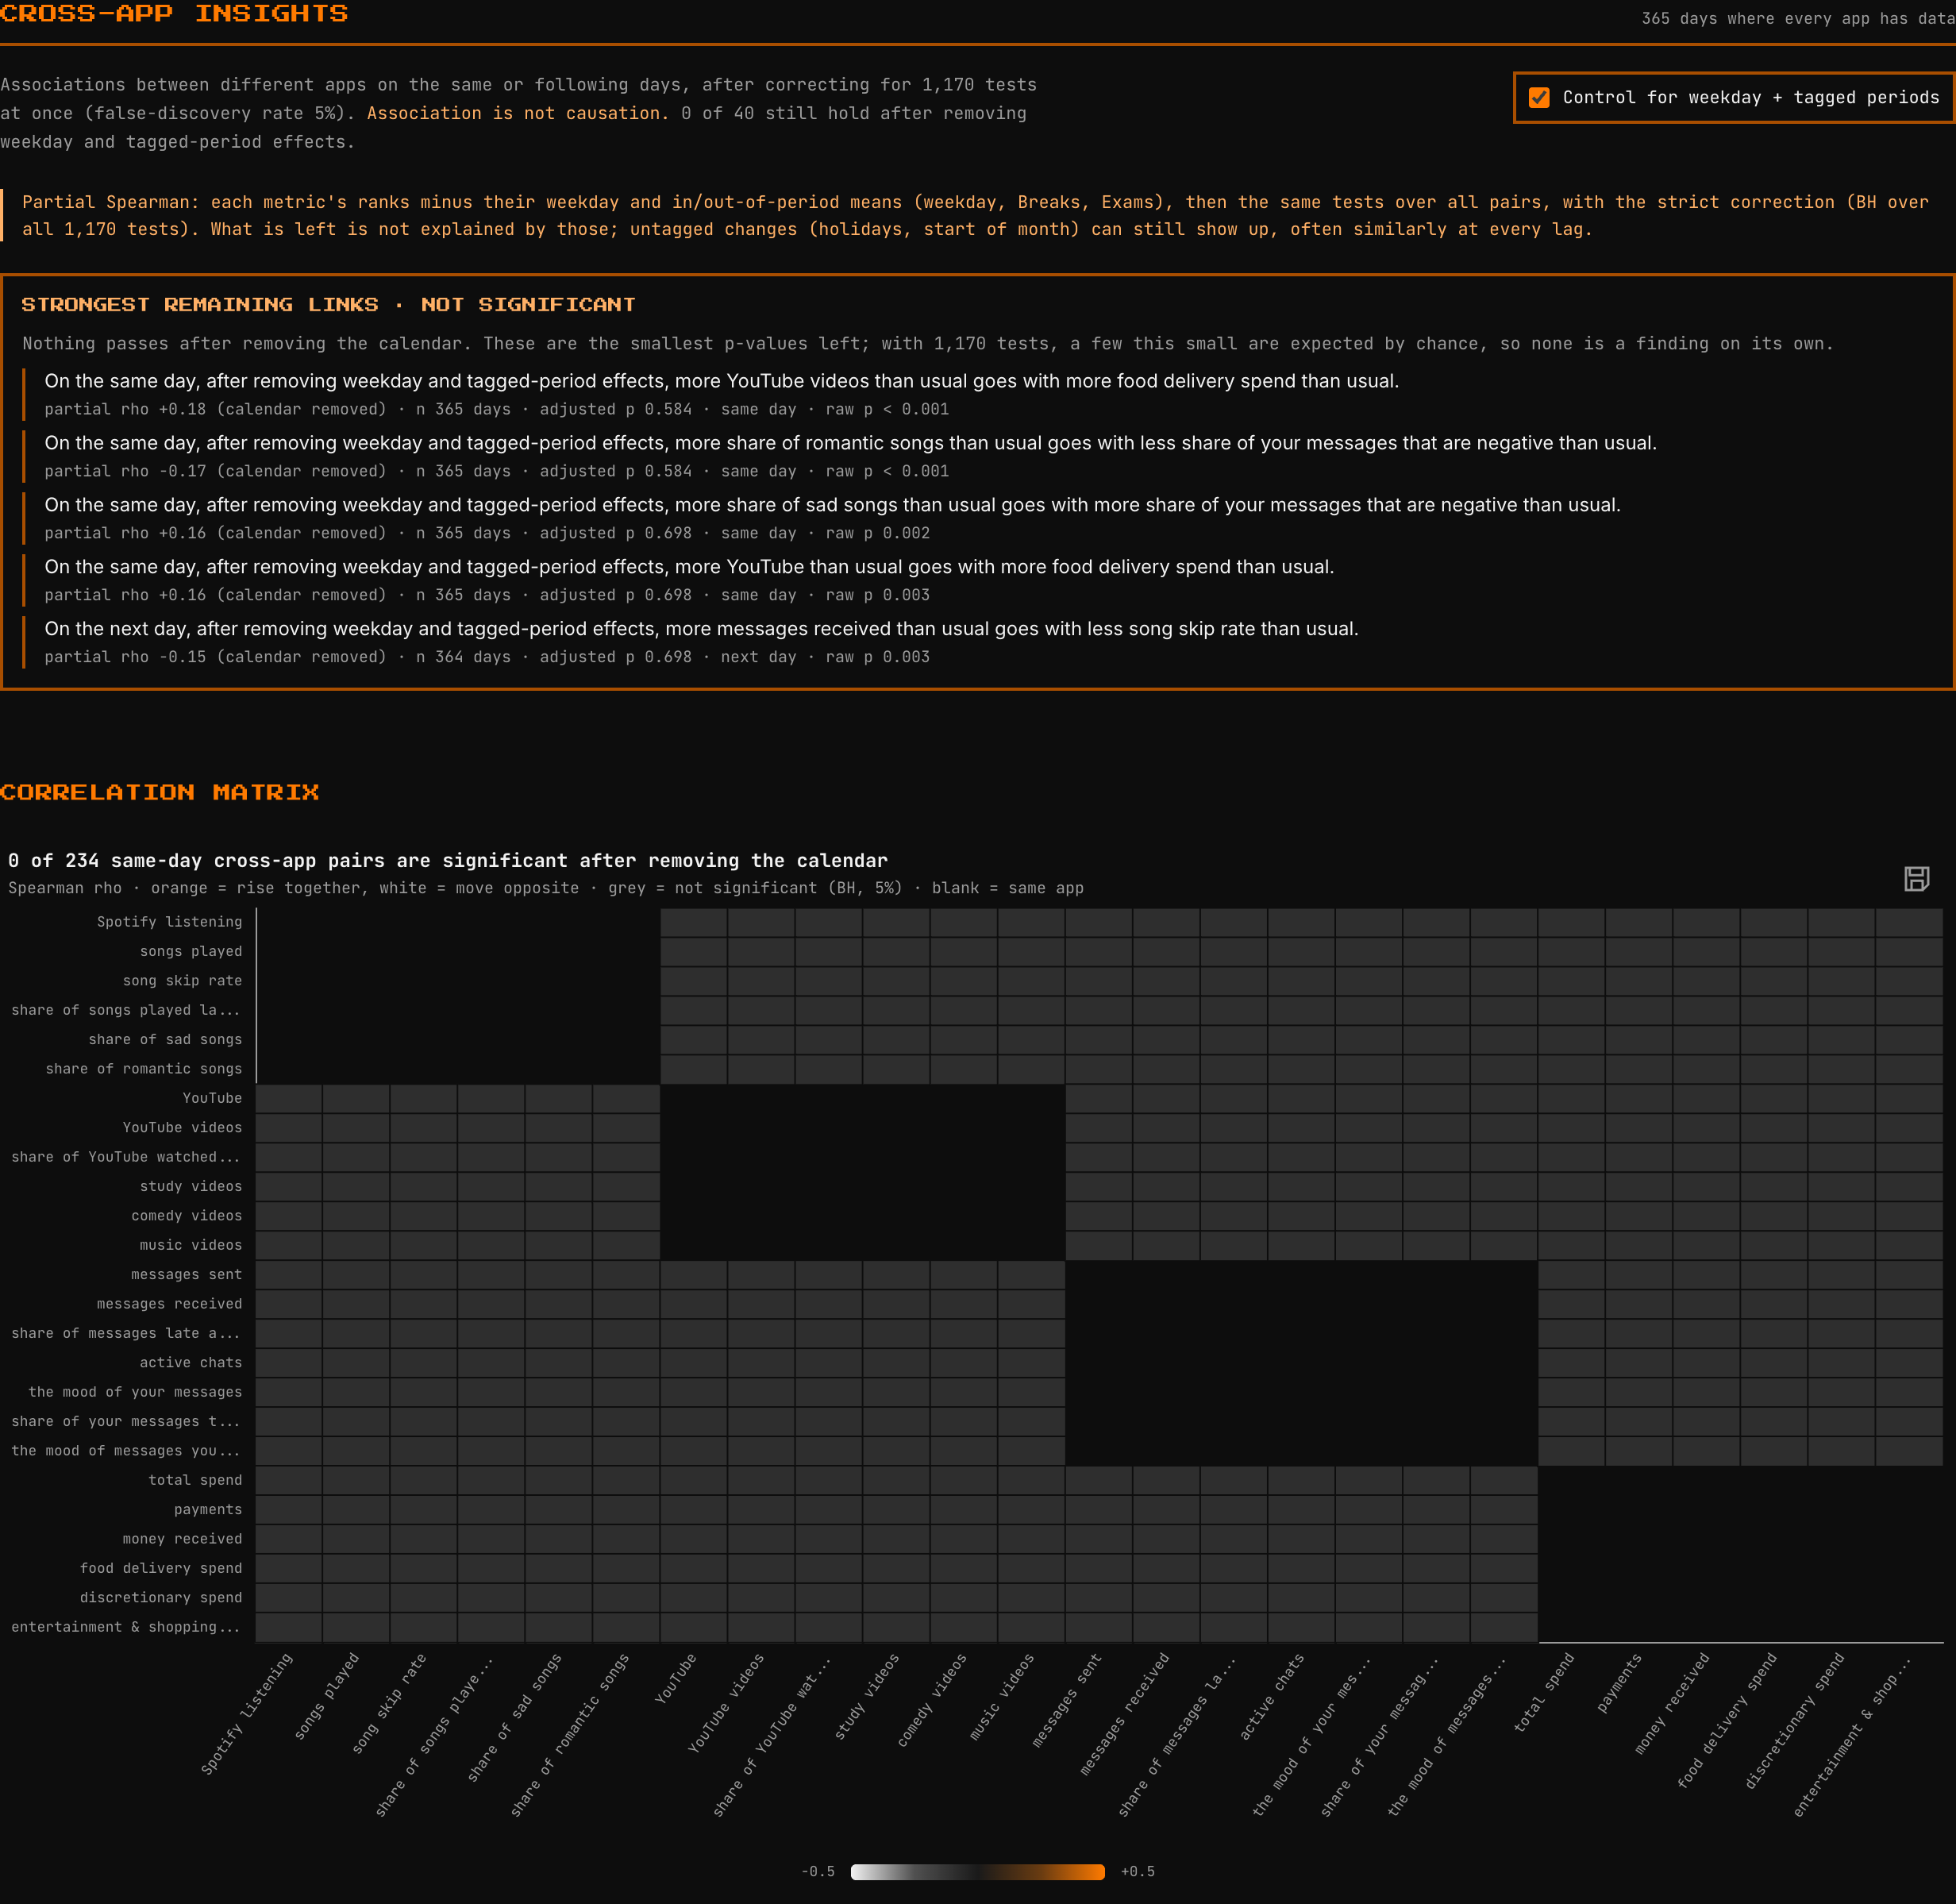 CROSS-APP INSIGHTS
365 days where every app has data
Associations between different apps on the same or following days, after correcting for 1,170 tests
at once (false-discovery rate 5%). Association is not causation. 0 of 40 still hold after removing
weekday and tagged-period effects.
Control for weekday + tagged periods
Partial Spearman: each metric's ranks minus their weekday and in/out-of-period means (weekday, Breaks, Exams), then the same tests over all pairs, with the strict correction (BH over
all 1,170 tests). What is left is not explained by those; untagged changes (holidays, start of month) can still show up, often similarly at every lag.
STRONGEST REMAINING LINKS · NOT SIGNIFICANT
Nothing passes after removing the calendar. These are the smallest p-values left; with 1,170 tests, a few this small are expected by chance, so none is a finding on its own.
On the same day, after removing weekday and tagged-period effects, more YouTube videos than usual goes with more food delivery spend than usual.
partial rho +0.18 (calendar removed) · n 365 days · adjusted p 0.584 · same day · raw p < 0.001
On the same day, after removing weekday and tagged-period effects, more share of romantic songs than usual goes with less share of your messages that are negative than usual.
partial rho -0.17 (calendar removed) · n 365 days · adjusted p 0.584 · same day · raw p < 0.001
On the same day, after removing weekday and tagged-period effects, more share of sad songs than usual goes with more share of your messages that are negative than usual.
partial rho +0.16 (calendar removed) · n 365 days · adjusted p 0.698 · same day · raw p 0.002
On the same day, after removing weekday and tagged-period effects, more YouTube than usual goes with more food delivery spend than usual.
partial rho +0.16 (calendar removed) · n 365 days · adjusted p 0.698 · same day · raw p 0.003
On the next day, after removing weekday and tagged-period effects, more messages received than usual goes with less song skip rate than usual.
partial rho -0.15 (calendar removed) · n 364 days · adjusted p 0.698 · next day · raw p 0.003
CORRELATION MATRIX
0 of 234 same-day cross-app pairs are significant after removing the calendar
Spearman rho · orange = rise together, white = move opposite · grey = not significant (BH, 5%) · blank = same app
Spotify listening
songs played
song skip rate
share of songs played la...
share of sad songs
share of romantic songs
YouTube
YouTube videos
share of YouTube watched...
study videos
comedy videos
music videos
messages sent
messages received
share of messages late a...
active chats
the mood of your messages
share of your messages t...
the mood of messages you...
total spend
payments
money received
food delivery spend
discretionary spend
entertainment & shopping...
Spotify listening
songs played
song skip rate
share of songs playe...
share of sad songs
share of romantic songs
YouTube
YouTube videos
share of YouTube wat...
study videos
comedy videos
music videos
messages sent
messages received
share of messages la...
active chats
the mood of your mes...
share of your messag...
the mood of messages...
total spend
payments
money received
food delivery spend
discretionary spend
entertainment & shop...
-0.5
+0.5